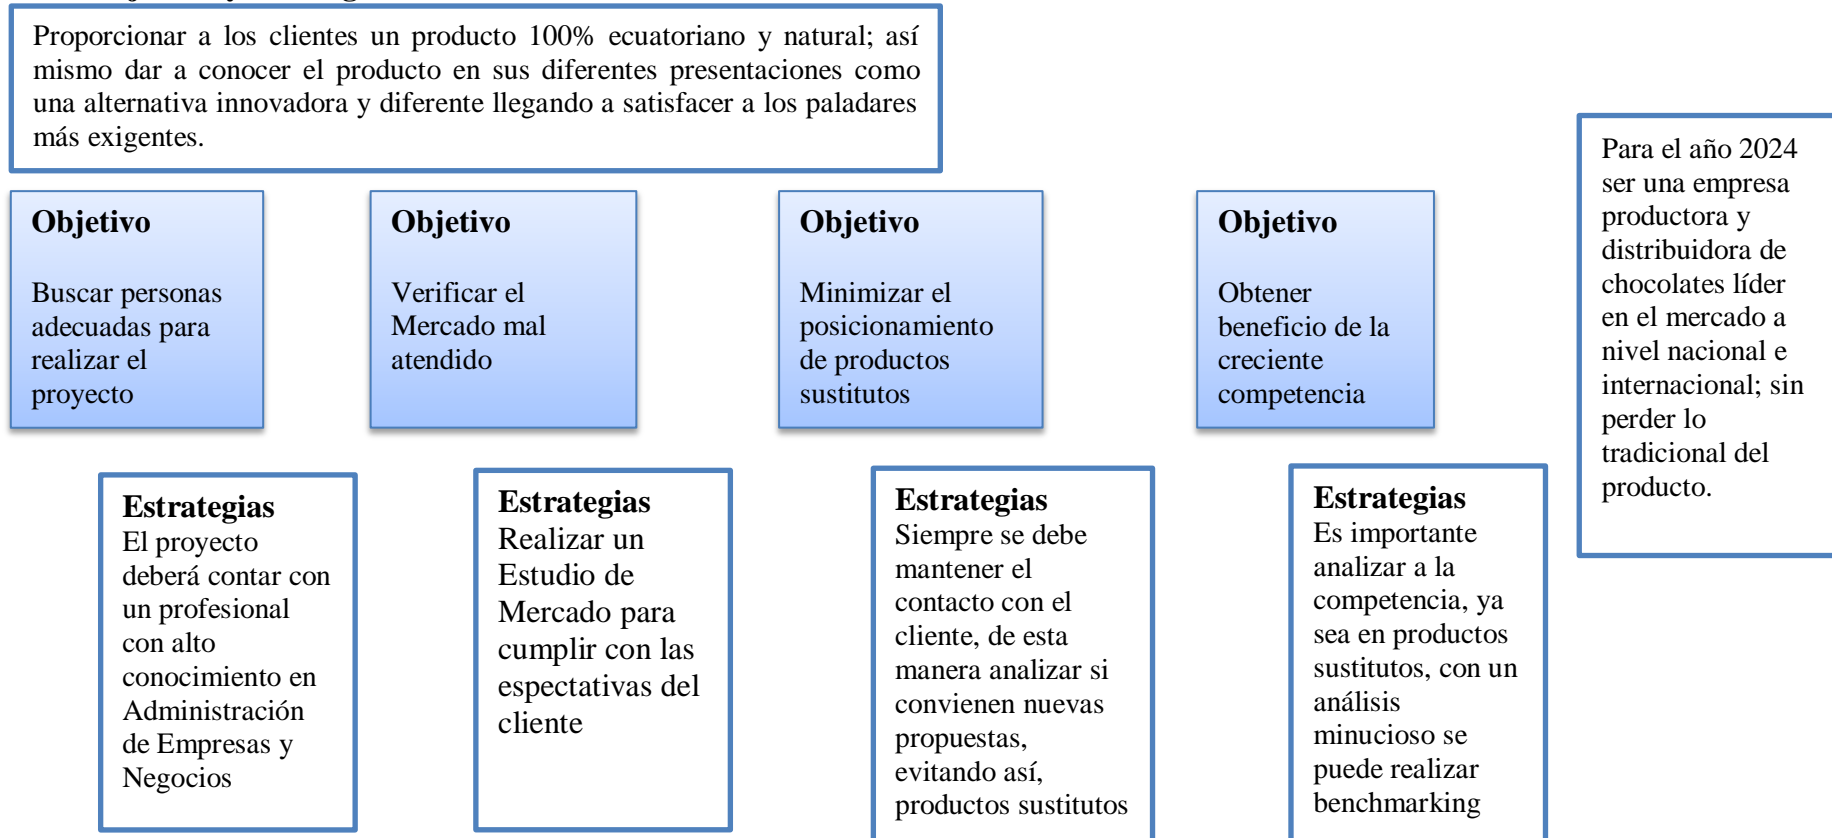 Proporcionar a los clientes un producto 100% ecuatoriano y natural; así
mismo dar a conocer el producto en sus diferentes presentaciones como
una alternativa innovadora y diferente llegando a satisfacer a los paladares
más exigentes.
Objetivo
Buscar personas
adecuadas para
realizar el
proyecto
Objetivo
Verificar el
Mercado mal
atendido
Objetivo
Minimizar el
posicionamiento
de productos
sustitutos
Objetivo
Obtener
beneficio de la
creciente
competencia
Para el año 2024
ser una empresa
productora y
distribuidora de
chocolates líder
en el mercado a
nivel nacional e
internacional; sin
perder lo
tradicional del
producto.
Estrategias
El proyecto
deberá contar con
un profesional
con alto
conocimiento en
Administración
de Empresas y
Negocios
Estrategias
Realizar un
Estudio de
Mercado para
cumplir con las
espectativas del
cliente
Estrategias
Siempre se debe
mantener el
contacto con el
cliente, de esta
manera analizar si
convienen nuevas
propuestas,
evitando así,
productos sustitutos
Estrategias
Es importante
analizar a la
competencia, ya
sea en productos
sustitutos, con un
análisis
minucioso se
puede realizar
benchmarking